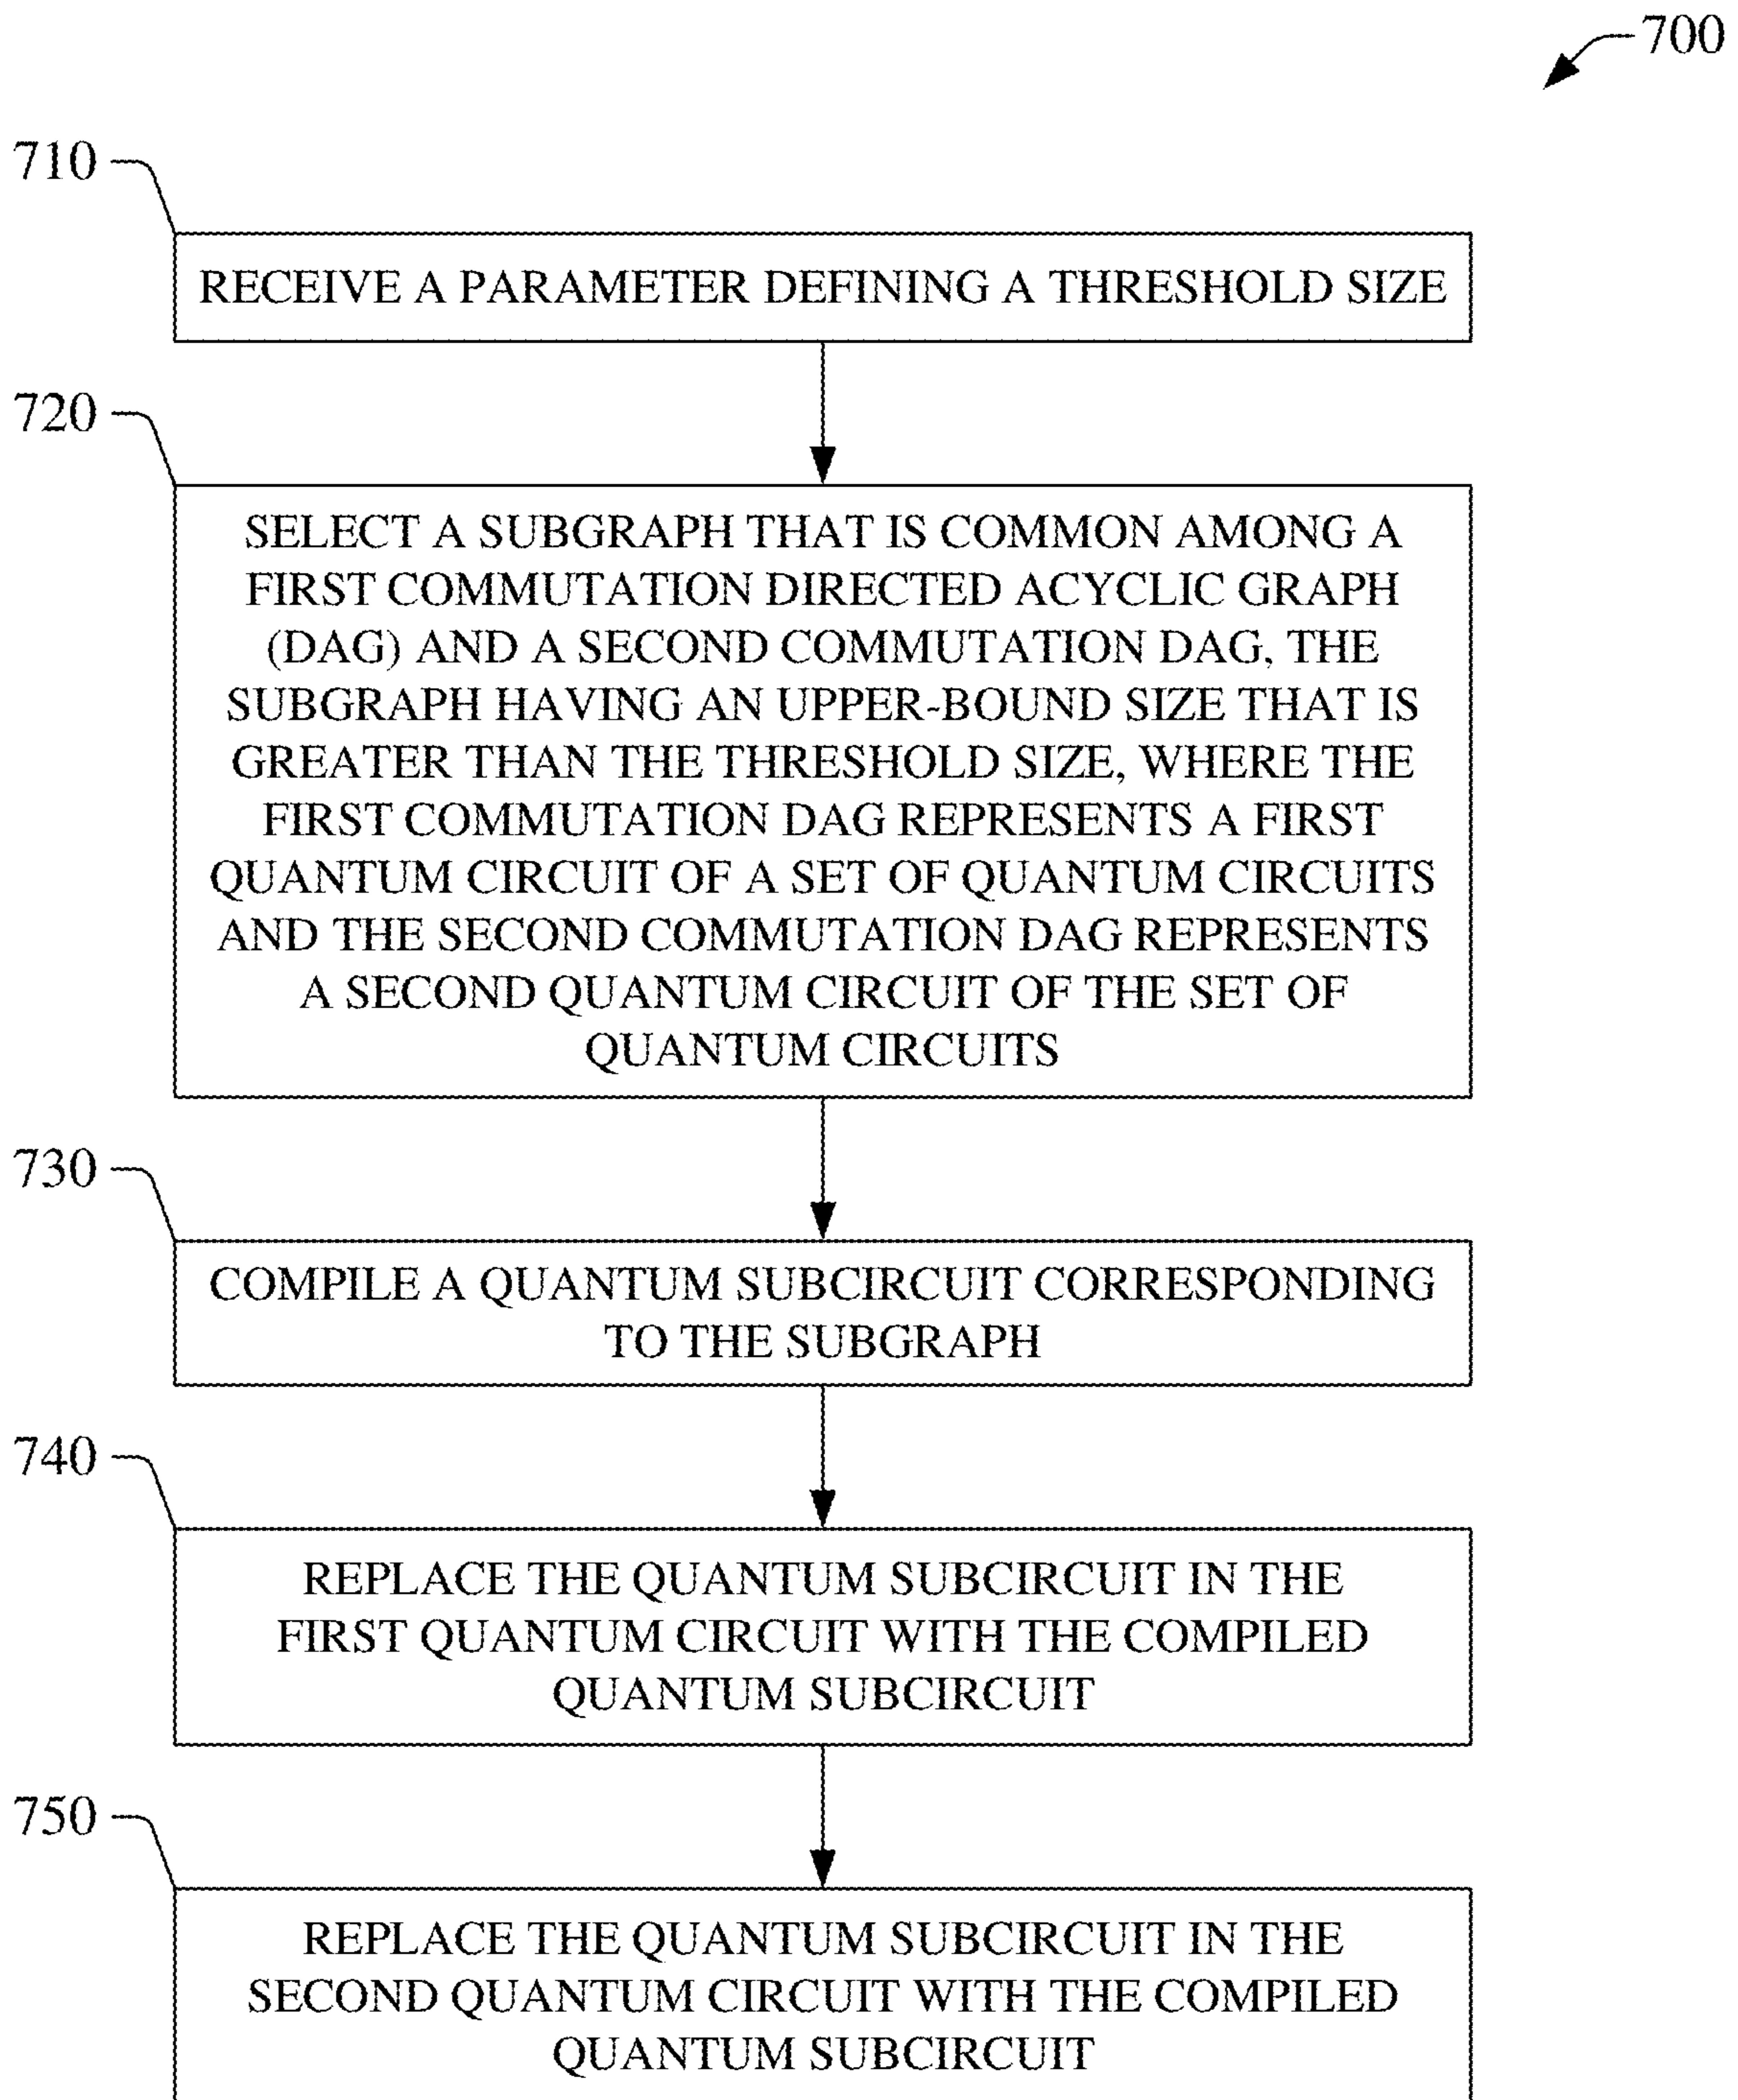 700
710
RECEIVE A PARAMETER DEFINING A THRESHOLD SIZE
720
SELECT A SUBGRAPH THAT IS COMMON AMONG A
FIRST COMMUTATION DIRECTED ACYCLIC GRAPH
(DAG) AND A SECOND COMMUTATION DAG, THE
SUBGRAPH HAVING AN UPPER-BOUND SIZE THAT IS
GREATER THAN THE THRESHOLD SIZE, WHERE THE
FIRST COMMUTATION DAG REPRESENTS A FIRST
QUANTUM CIRCUIT OF A SET OF QUANTUM CIRCUITS
AND THE SECOND COMMUTATION DAG REPRESENTS
A SECOND QUANTUM CIRCUIT OF THE SET OF
QUANTUM CIRCUITS
730
COMPILE A QUANTUM SUBCIRCUIT CORRESPONDING
TO THE SUBGRAPH
740
REPLACE THE QUANTUM SUBCIRCUIT IN THE
FIRST QUANTUM CIRCUIT WITH THE COMPILED
QUANTUM SUBCIRCUIT
750
REPLACE THE QUANTUM SUBCIRCUIT IN THE
SECOND QUANTUM CIRCUIT WITH THE COMPILED
QUANTUM SUBCIRCUIT